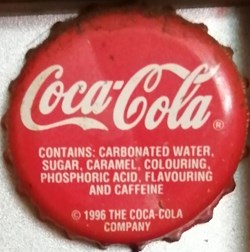 Coca-Cola®
CONTAINS: CARBONATED WATER,
SUGAR, CARAMEL, COLOURING,
PHOSPHORIC ACID, FLAVOURING
AND CAFFEINE
© 1996 THE COCA-COLA
COMPANY